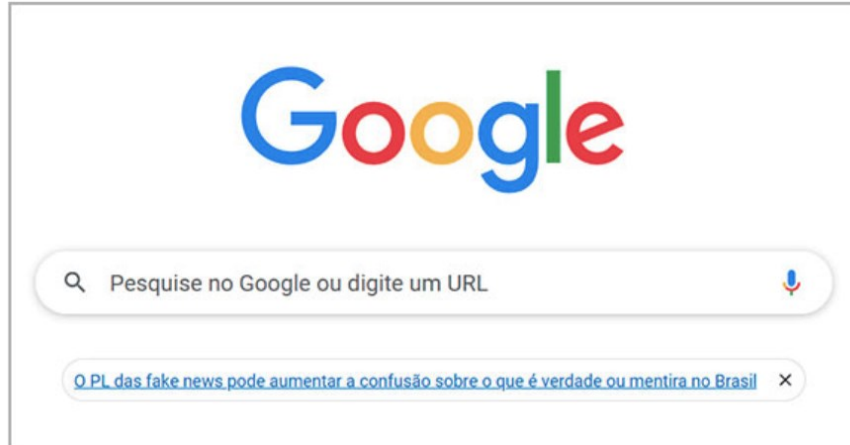 Google
Pesquise no Google ou digite um URL
O PL das fake news pode aumentar a confusão sobre o que é verdade ou mentira no Brasil